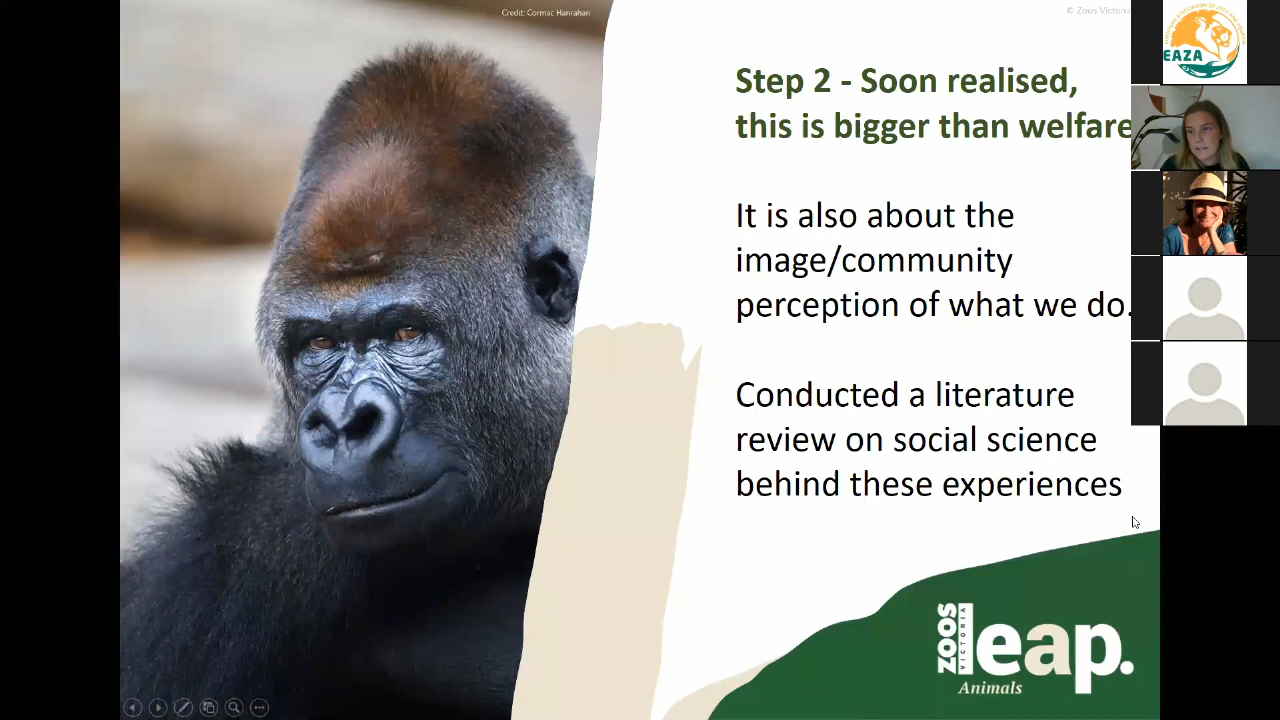 Credit: Cormac Hanrahan
© Zoos Victoria
Step 2 - Soon realised,
this is bigger than welfare
It is also about the
image/community
perception of what we do.
Conducted a literature
review on social science
behind these experiences
ZOOS
VICTORIA
leap.
Animals
EAZA